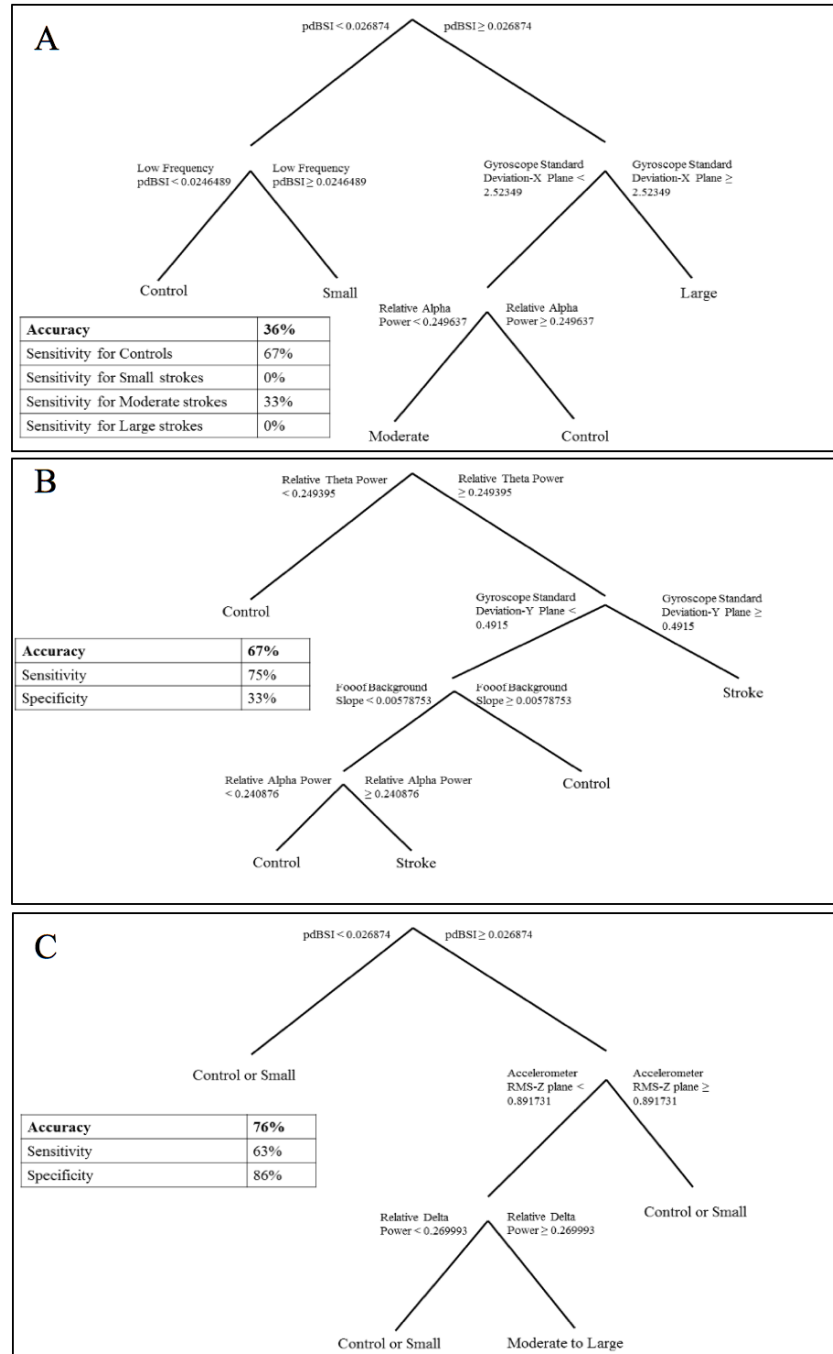 A
pdBSI < 0.026874
pdBSI ≥ 0.026874
Low Frequency
pdBSI < 0.0246489
Low Frequency
pdBSI ≥ 0.0246489
Gyroscope Standard
Deviation-X Plane <
2.52349
Gyroscope Standard
Deviation-X Plane ≥
2.52349
Control
Small
Relative Alpha
Power < 0.249637
Relative Alpha
Power ≥ 0.249637
Large
Accuracy 36%
Sensitivity for Controls 67%
Sensitivity for Small strokes 0%
Sensitivity for Moderate strokes 33%
Sensitivity for Large strokes 0%
Moderate
Control
B
Relative Theta Power
< 0.249395
Relative Theta Power
≥ 0.249395
Control
Gyroscope Standard
Deviation-Y Plane <
0.4915
Gyroscope Standard
Deviation-Y Plane ≥
0.4915
Accuracy 67%
Sensitivity 75%
Specificity 33%
Fooof Background
Slope < 0.00578753
Fooof Background
Slope ≥ 0.00578753
Stroke
Relative Alpha Power
< 0.240876
Relative Alpha Power
≥ 0.240876
Control
Control
Stroke
C
pdBSI < 0.026874
pdBSI ≥ 0.026874
Control or Small
Accelerometer
RMS-Z plane <
0.891731
Accelerometer
RMS-Z plane ≥
0.891731
Accuracy 76%
Sensitivity 63%
Specificity 86%
Relative Delta
Power < 0.269993
Relative Delta
Power ≥ 0.269993
Control or Small
Control or Small
Moderate to Large